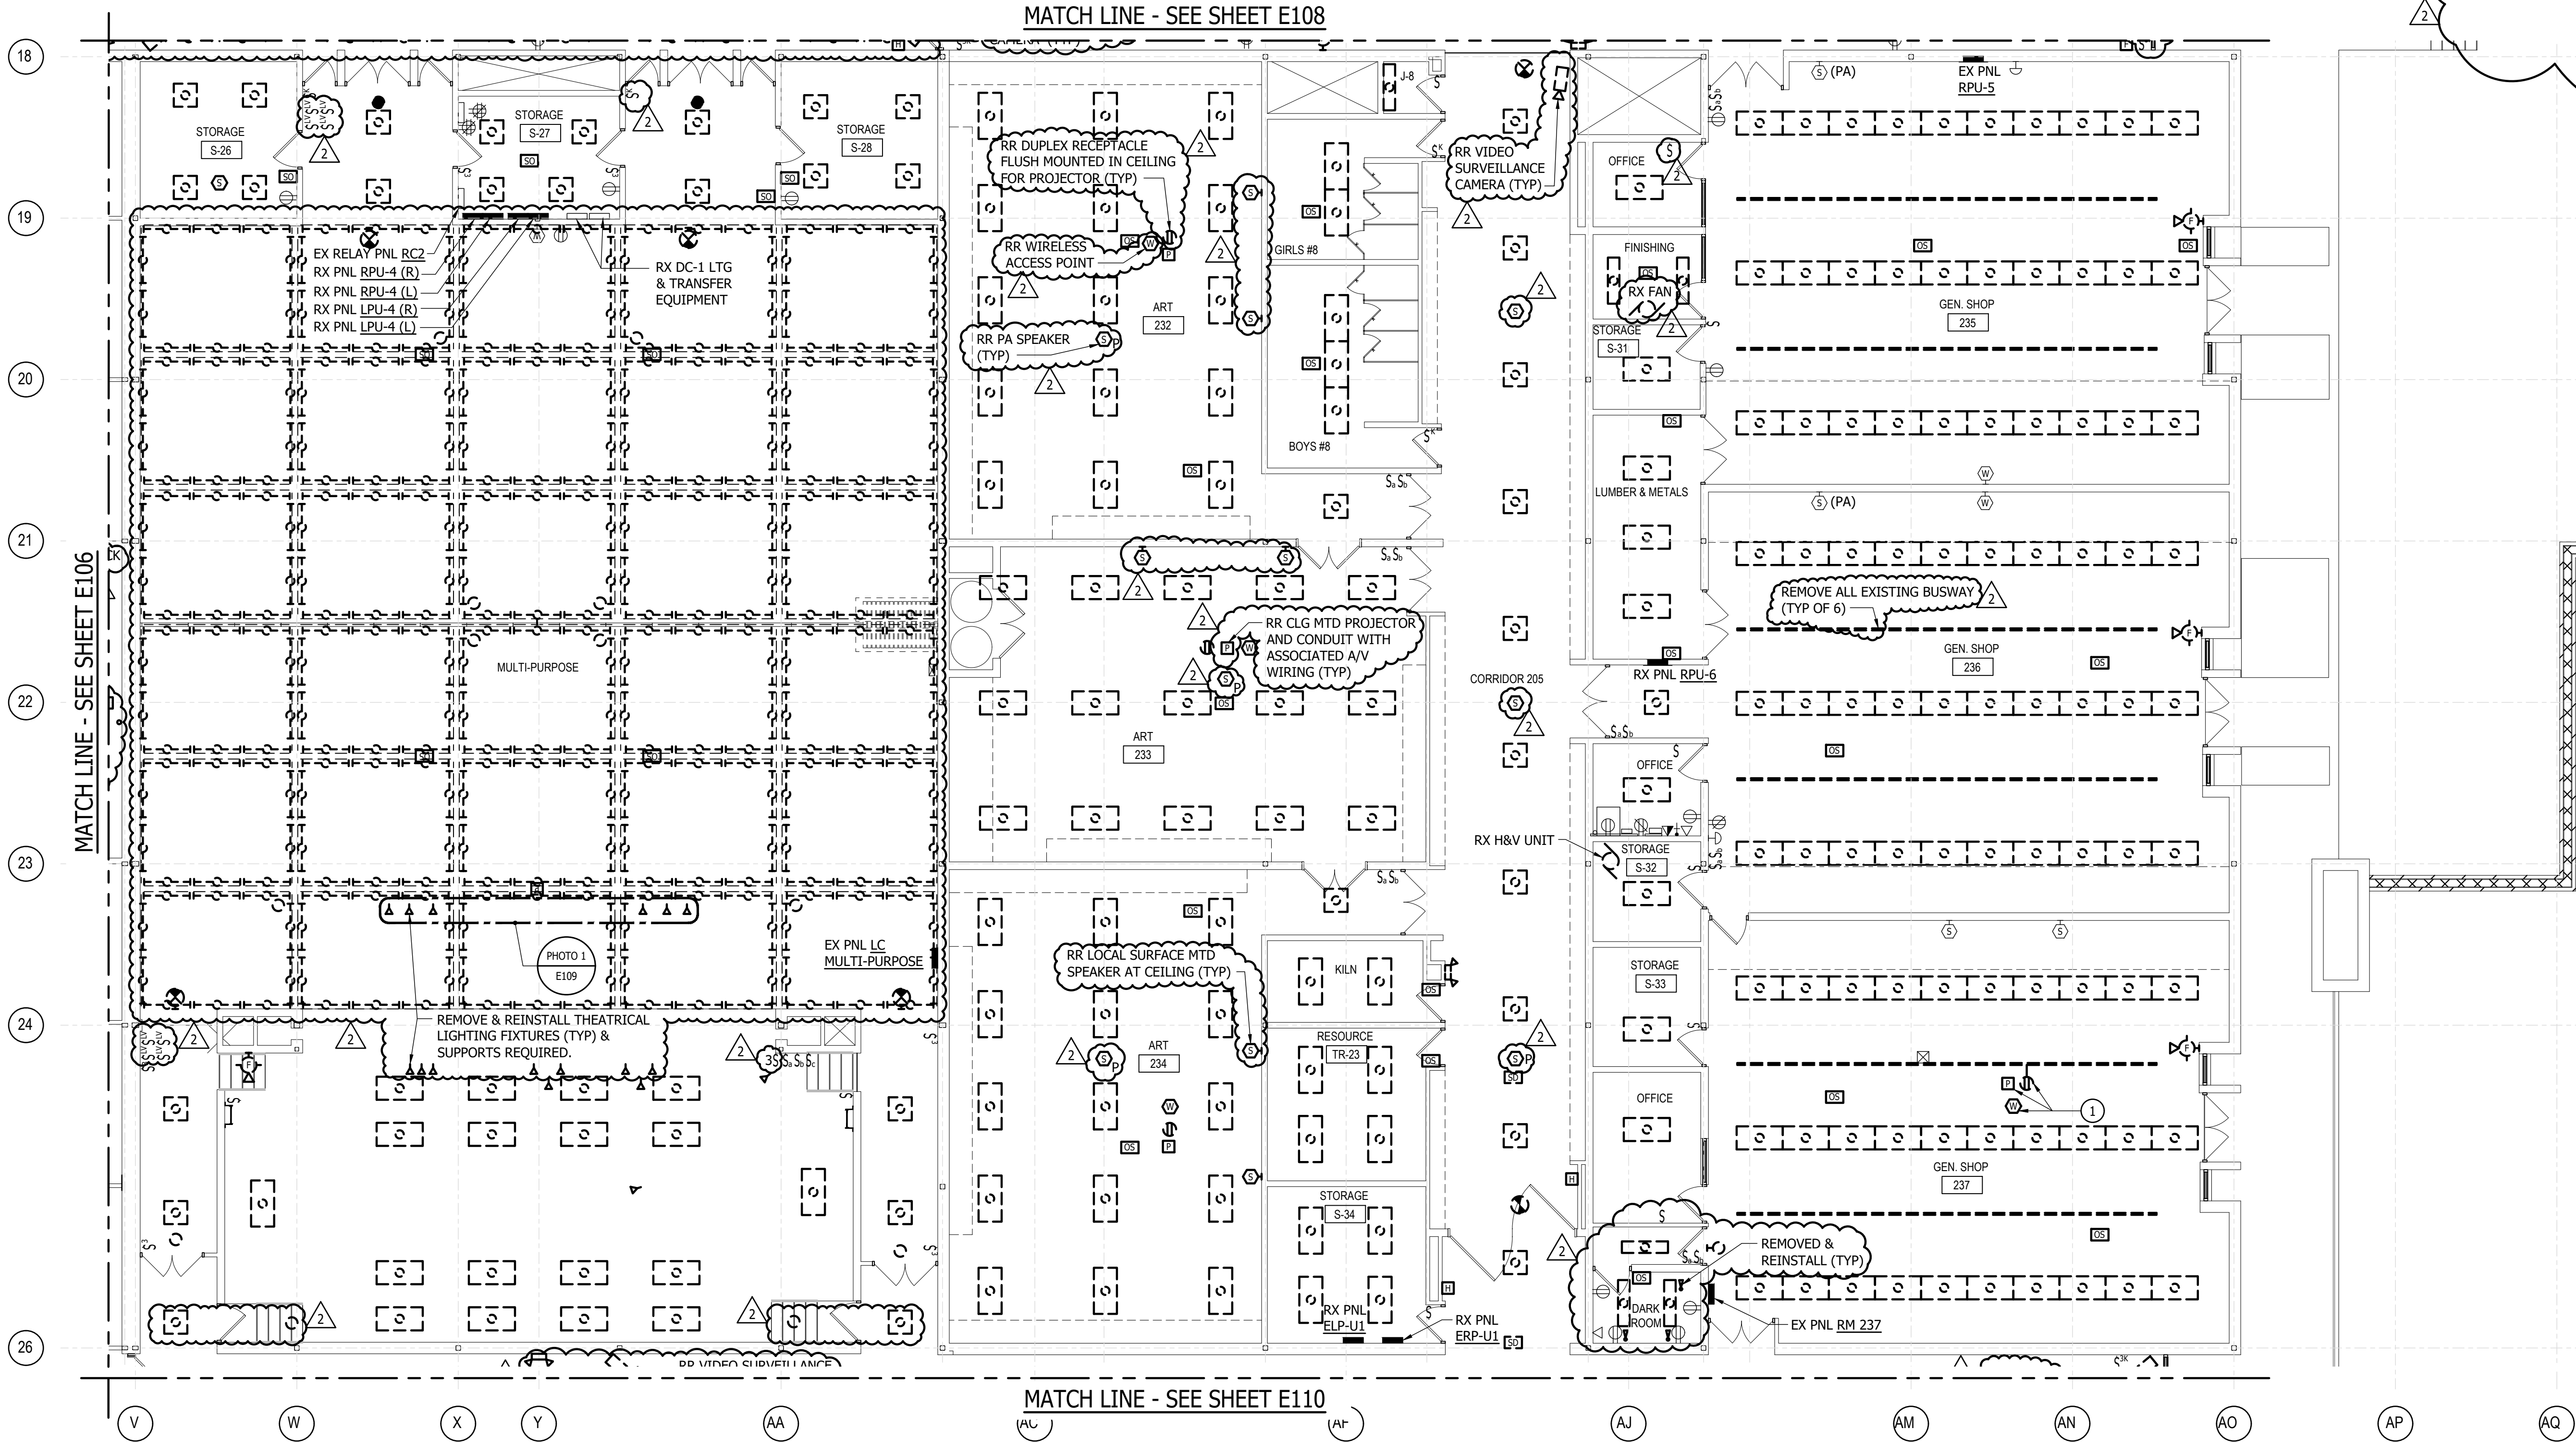 MATCH LINE - SEE SHEET E108
2
18
STORAGE
S-26
STORAGE
S-27
STORAGE
S-28
J-8
RR DUPLEX RECEPTACLE
FLUSH MOUNTED IN CEILING
FOR PROJECTOR (TYP)
RR VIDEO
SURVEILLANCE
CAMERA (TYP)
OFFICE
(PA)
EX PNL
RPU-5
19
EX RELAY PNL RC2
RX PNL RPU-4 (R)
RX PNL RPU-4 (L)
RX PNL LPU-4 (R)
RX PNL LPU-4 (L)
RX DC-1 LTG
& TRANSFER
EQUIPMENT
RR WIRELESS
ACCESS POINT
GIRLS #8
FINISHING
RX FAN
ART
232
RR PA SPEAKER
(TYP)
STORAGE
S-31
GEN. SHOP
235
20
BOYS #8
LUMBER & METALS
(PA)
21
MATCH LINE - SEE SHEET E106
REMOVE ALL EXISTING BUSWAY
(TYP OF 6)
RR CLG MTD PROJECTOR
AND CONDUIT WITH
ASSOCIATED A/V
WIRING (TYP)
MULTI-PURPOSE
GEN. SHOP
236
RX PNL RPU-6
CORRIDOR 205
22
ART
233
OFFICE
RX H&V UNIT
STORAGE
S-32
23
EX PNL LC
MULTI-PURPOSE
PHOTO 1
E109
RR LOCAL SURFACE MTD
SPEAKER AT CEILING (TYP)
KILN
STORAGE
S-33
24
REMOVE & REINSTALL THEATRICAL
LIGHTING FIXTURES (TYP) &
SUPPORTS REQUIRED.
ART
234
RESOURCE
TR-23
OFFICE
1
GEN. SHOP
237
STORAGE
S-34
REMOVED &
REINSTALL (TYP)
DARK
ROOM
RX PNL
ELP-U1
RX PNL
ERP-U1
EX PNL RM 237
26
RR VIDEO SURVEILLANCE
MATCH LINE - SEE SHEET E110
V
W
X
Y
AA
AC
AF
AJ
AM
AN
AO
AP
AQ